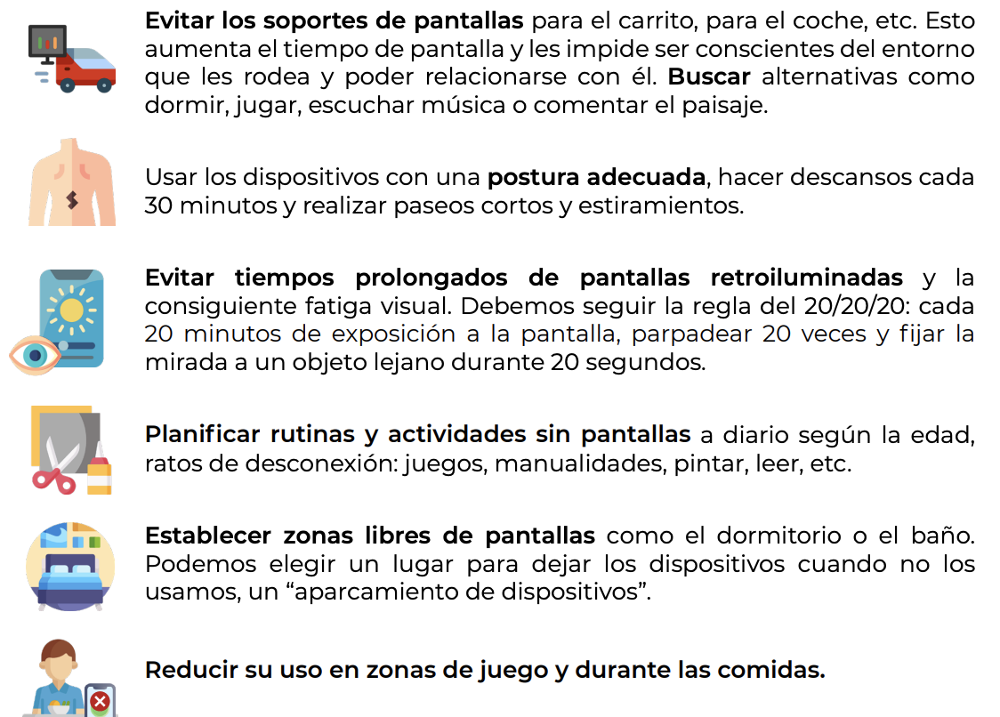 Evitar los soportes de pantallas para el carrito, para el coche, etc. Esto
aumenta el tiempo de pantalla y les impide ser conscientes del entorno
que les rodea y poder relacionarse con él. Buscar alternativas como
dormir, jugar, escuchar música o comentar el paisaje.
Usar los dispositivos con una postura adecuada, hacer descansos cada
30 minutos y realizar paseos cortos y estiramientos.
Evitar tiempos prolongados de pantallas retroiluminadas y la
consiguiente fatiga visual. Debemos seguir la regla del 20/20/20: cada
20 minutos de exposición a la pantalla, parpadear 20 veces y fijar la
mirada a un objeto lejano durante 20 segundos.
Planificar rutinas y actividades sin pantallas a diario según la edad,
ratos de desconexión: juegos, manualidades, pintar, leer, etc.
Establecer zonas libres de pantallas como el dormitorio o el baño.
Podemos elegir un lugar para dejar los dispositivos cuando no los
usamos, un “aparcamiento de dispositivos”.
Reducir su uso en zonas de juego y durante las comidas.